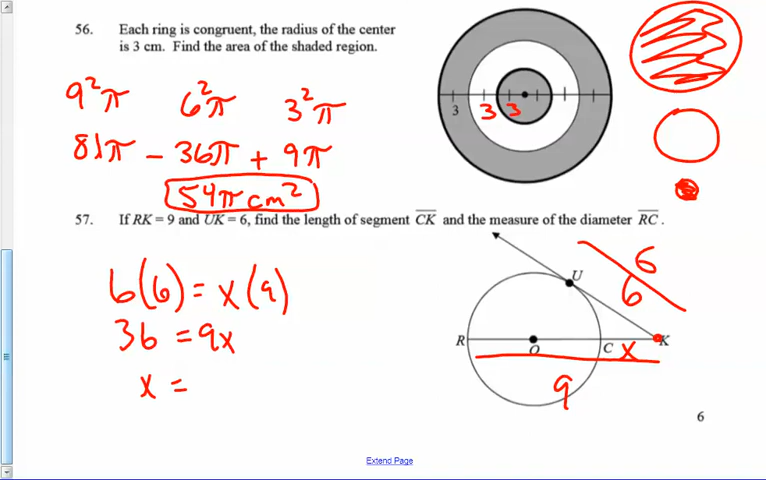 56. Each ring is congruent, the radius of the center
is 3 cm. Find the area of the shaded region.
9²π 6²π 3²π
81π - 36π + 9π
54π cm²
3 3 3
57. If RK = 9 and UK = 6, find the length of segment CK and the measure of the diameter RC .
6(6) = x(9)
36 = 9x
x =
U
6
6
R O C x K
9
6
Extend Page